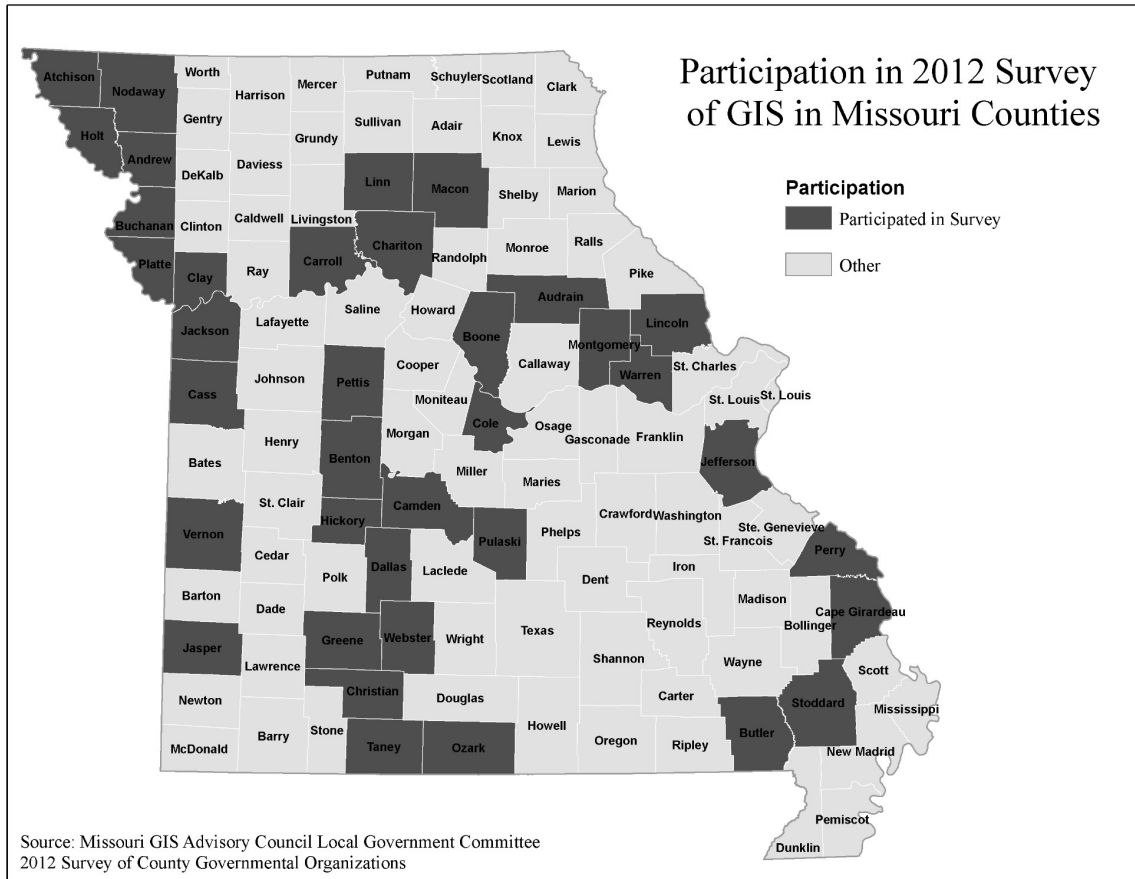 Participation in 2012 Survey
of GIS in Missouri Counties
Participation
Participated in Survey
Other
Atchison
Nodaway
Worth
Harrison
Mercer
Putnam
Schuyler
Scotland
Clark
Gentry
Holt
Andrew
Sullivan
Adair
Knox
Lewis
Grundy
DeKalb
Daviess
Linn
Macon
Shelby
Marion
Buchanan
Clinton
Caldwell
Livingston
Chariton
Monroe
Ralls
Platte
Clay
Ray
Carroll
Randolph
Pike
Audrain
Saline
Howard
Lafayette
Jackson
Boone
Lincoln
Montgomery
Callaway
Cooper
Warren
St. Charles
Johnson
Pettis
Cass
Moniteau
St. Louis
St. Louis
Cole
Osage
Gasconade
Franklin
Morgan
Henry
Benton
Bates
Miller
Maries
Jefferson
St. Clair
Camden
Crawford
Washington
Hickory
Ste. Genevieve
Vernon
Phelps
Pulaski
St. Francois
Perry
Cedar
Polk
Dallas
Laclede
Dent
Iron
Barton
Dade
Madison
Cape Girardeau
Bollinger
Reynolds
Texas
Jasper
Greene
Webster
Wright
Lawrence
Shannon
Wayne
Scott
Christian
Douglas
Carter
Newton
Stoddard
Mississippi
Stone
Howell
Butler
McDonald
Barry
Taney
Ozark
Oregon
Ripley
New Madrid
Pemiscot
Dunklin
Source: Missouri GIS Advisory Council Local Government Committee
2012 Survey of County Governmental Organizations